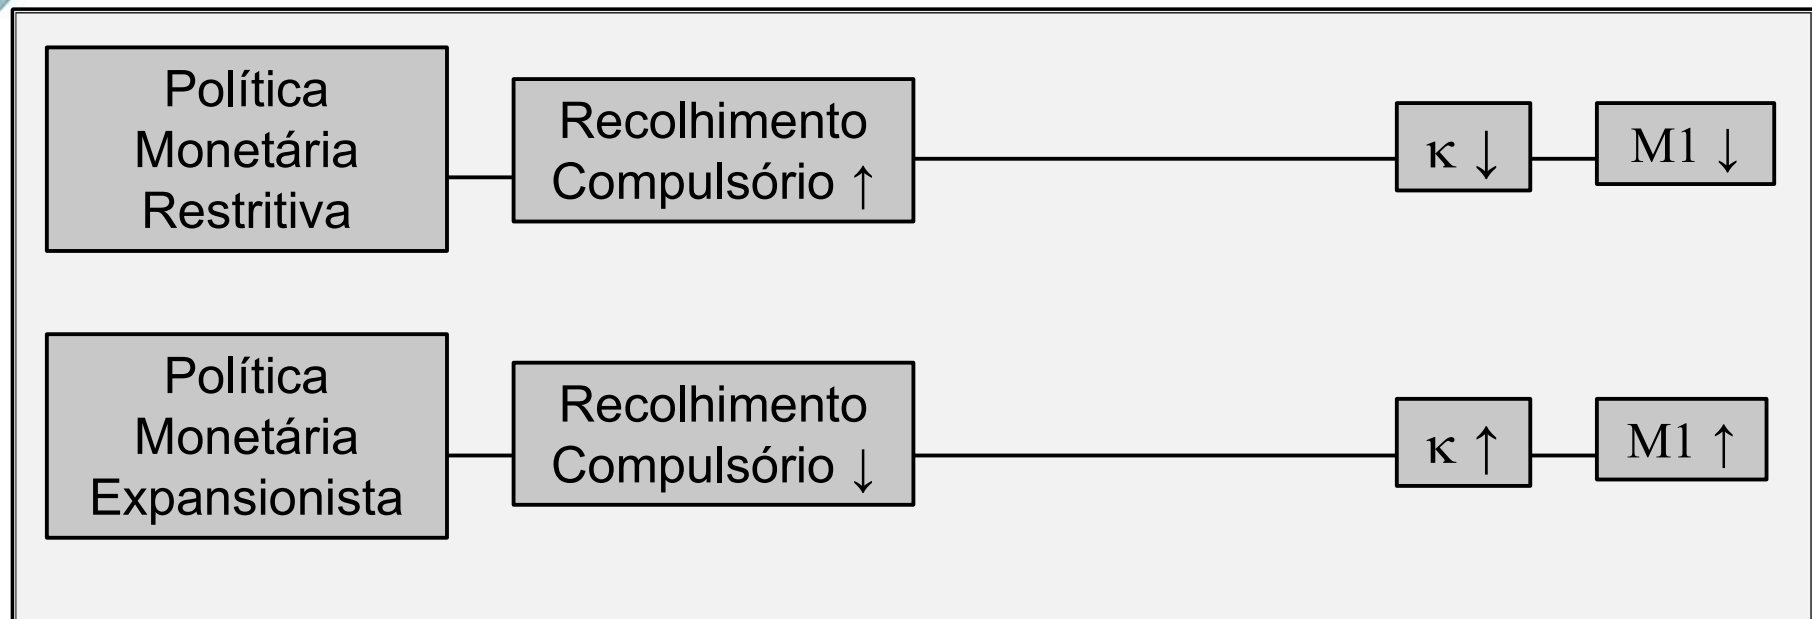 Política
Monetária
Restritiva
Recolhimento
Compulsório ↑
κ ↓
M1 ↓
Política
Monetária
Expansionista
Recolhimento
Compulsório ↓
κ ↑
M1 ↑